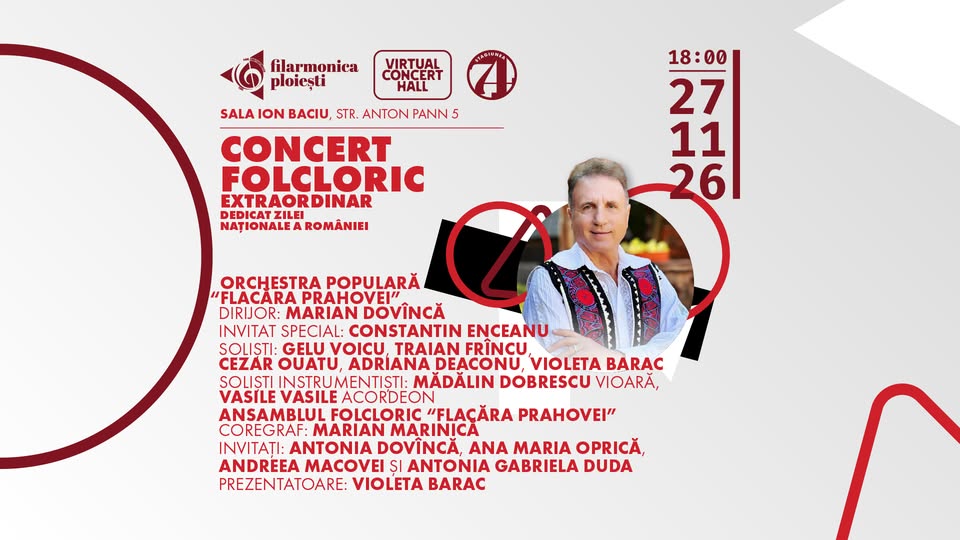 filarmonica
ploiești
VIRTUAL
CONCERT
HALL
STAGIUNEA
74
18:00
27
11
26
SALA ION BACIU, STR. ANTON PANN 5
CONCERT
FOLCLORIC
EXTRAORDINAR
DEDICAT ZILEI
NAȚIONALE A ROMÂNIEI
ORCHESTRA POPULARĂ
“FLACĂRA PRAHOVEI”
DIRIJOR: MARIAN DOVÎNCĂ
INVITAT SPECIAL: CONSTANTIN ENCEANU
SOLIȘTI: GELU VOICU, TRAIAN FRÎNCU,
CEZAR OUATU, ADRIANA DEACONU, VIOLETA BARAC
SOLIȘTI INSTRUMENTIȘTI: MĂDĂLIN DOBRESCU VIOARĂ,
VASILE VASILE ACORDEON
ANSAMBLUL FOLCLORIC “FLACĂRA PRAHOVEI”
COREGRAF: MARIAN MARINICĂ
INVITAȚI: ANTONIA DOVÎNCĂ, ANA MARIA OPRICĂ,
ANDREEA MACOVEI ȘI ANTONIA GABRIELA DUDA
PREZENTATOARE: VIOLETA BARAC